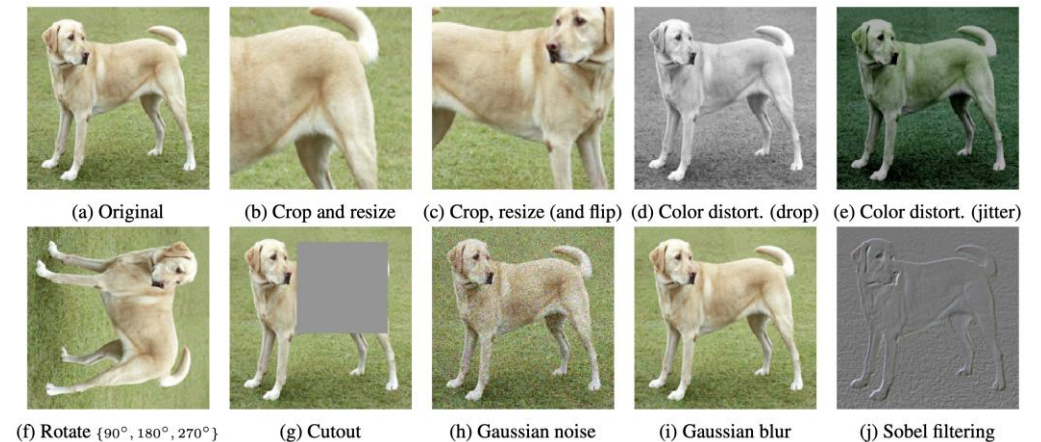 (a) Original
(b) Crop and resize
(c) Crop, resize (and flip)
(d) Color distort. (drop)
(e) Color distort. (jitter)
(f) Rotate {90°, 180°, 270°}
(g) Cutout
(h) Gaussian noise
(i) Gaussian blur
(j) Sobel filtering